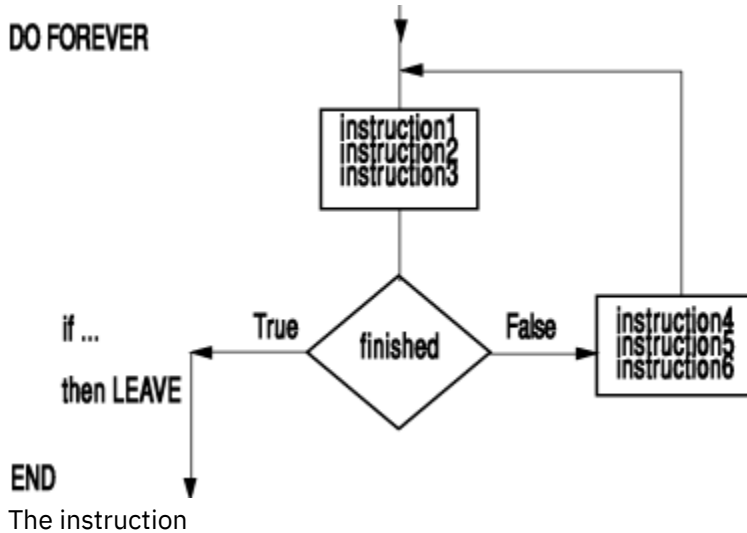 DO FOREVER
instruction1
instruction2
instruction3
if ...
True
finished
False
instruction4
instruction5
instruction6
then LEAVE
END
The instruction